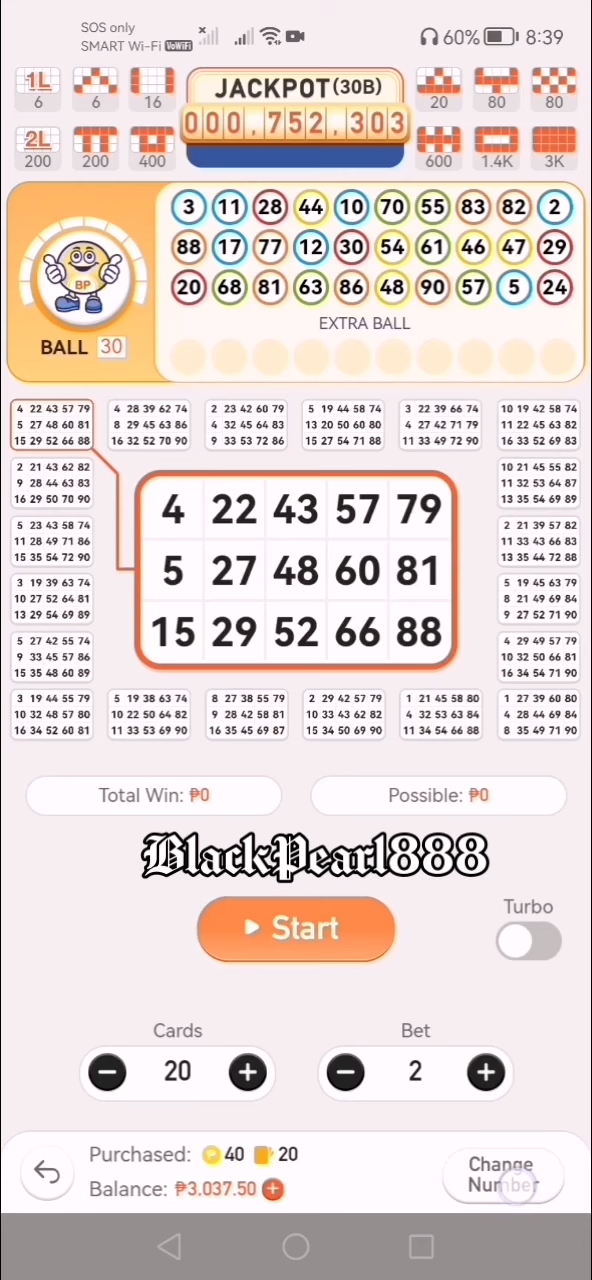 SOS only
SMART Wi-Fi VoWiFi 60% 8:39
1L
6 6 16
JACKPOT(30B)
20 80 80
000,752,303
2L
200 200 400
600 1.4K 3K
3 11 28 44 10 70 55 83 82 2
88 17 77 12 30 54 61 46 47 29
20 68 81 63 86 48 90 57 5 24
BP
EXTRA BALL
BALL 30
4 22 43 57 79
5 27 48 60 81
15 29 52 66 88
4 28 39 62 74
8 29 45 63 86
16 32 52 70 90
2 23 42 60 79
4 32 45 64 83
9 33 53 72 86
5 19 44 58 74
13 20 50 60 80
15 27 54 71 88
3 22 39 66 74
4 27 42 71 79
11 33 49 72 90
10 19 42 58 74
11 22 45 63 82
16 33 52 69 83
2 21 43 62 82
9 28 44 63 83
16 29 50 70 90
10 21 45 55 82
11 32 53 64 87
13 35 54 69 89
5 23 43 58 74
11 28 49 71 86
15 35 54 72 90
2 21 39 57 82
11 33 43 66 83
13 35 44 72 88
3 19 39 63 74
10 27 52 64 81
13 29 54 69 89
5 19 45 63 79
8 21 49 69 84
9 27 52 71 90
5 27 42 55 74
9 33 45 57 86
15 35 48 60 89
4 29 49 57 79
10 32 50 66 81
16 34 54 71 90
4 22 43 57 79
5 27 48 60 81
15 29 52 66 88
3 19 44 55 79
10 32 48 57 80
16 34 52 60 81
5 19 38 63 74
10 22 50 64 82
11 33 53 69 90
8 27 38 55 79
9 28 42 58 81
16 35 45 69 87
2 29 42 57 79
10 33 43 62 82
15 34 50 69 90
1 21 45 58 80
4 32 53 63 84
11 34 54 66 88
1 27 39 60 80
4 28 44 69 84
8 35 49 71 90
Total Win: ₱0
Possible: ₱0
BlackPearl888
Start
Turbo
Cards
Bet
− 20 +
− 2 +
Purchased: 40 20
Balance: ₱3,037.50
Change
Number